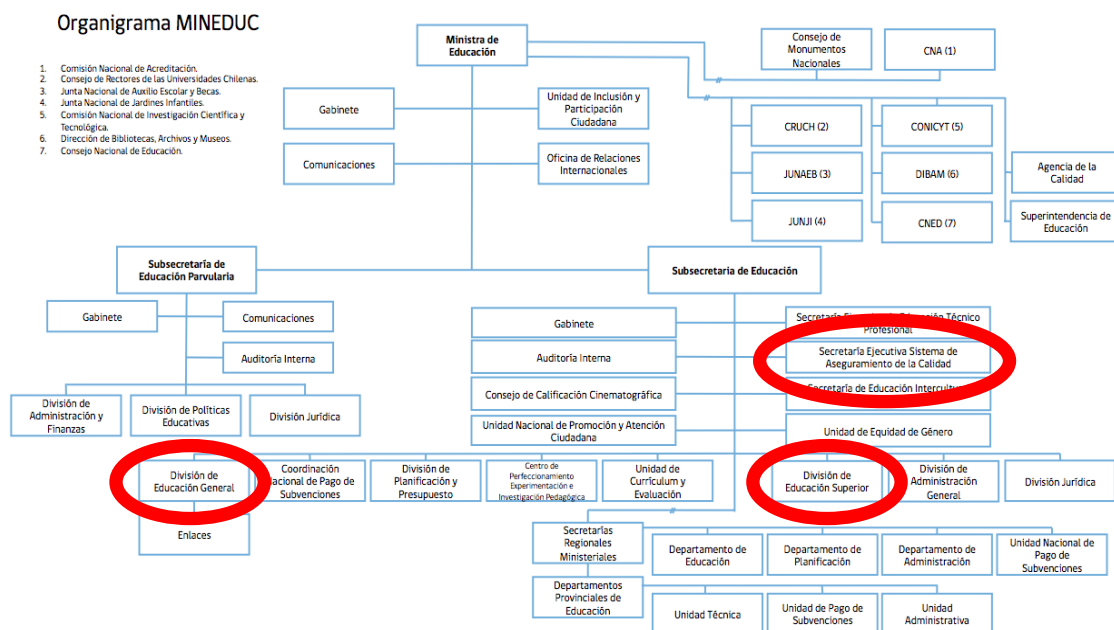 Organigrama MINEDUC
1. Comisión Nacional de Acreditación.
2. Consejo de Rectores de las Universidades Chilenas.
3. Junta Nacional de Auxilio Escolar y Becas.
4. Junta Nacional de Jardines Infantiles.
5. Comisión Nacional de Investigación Científica y
Tecnológica.
6. Dirección de Bibliotecas, Archivos y Museos.
7. Consejo Nacional de Educación.
Ministra de
Educación
Consejo de
Monumentos
Nacionales
CNA (1)
Gabinete
Unidad de Inclusión y
Participación
Ciudadana
Comunicaciones
Oficina de Relaciones
Internacionales
CRUCH (2)
CONICYT (5)
JUNAEB (3)
DIBAM (6)
Agencia de la
Calidad
JUNJI (4)
CNED (7)
Superintendencia de
Educación
Subsecretaría de
Educación Parvularia
Subsecretaria de Educación
Gabinete
Comunicaciones
Auditoría Interna
División de
Administración y
Finanzas
División de Políticas
Educativas
División Jurídica
Gabinete
Secretaría Técnico
Profesional
Auditoría Interna
Secretaría Ejecutiva Sistema de
Aseguramiento de la Calidad
Consejo de Calificación Cinematográfica
Secretaría de Educación
Unidad Nacional de Promoción y Atención
Ciudadana
Unidad de Equidad de Género
División de
Educación General
Coordinación
Nacional de Pago de
Subvenciones
División de
Planificación y
Presupuesto
Centro de
Perfeccionamiento
Experimentación e
Investigación Pedagógica
Unidad de
Currículum y
Evaluación
División de
Educación Superior
División de
Administración
General
División Jurídica
Enlaces
Secretarías
Regionales
Ministeriales
Departamento de
Educación
Departamento de
Planificación
Departamento de
Administración
Unidad Nacional de
Pago de
Subvenciones
Departamentos
Provinciales de
Educación
Unidad Técnica
Unidad de Pago de
Subvenciones
Unidad
Administrativa